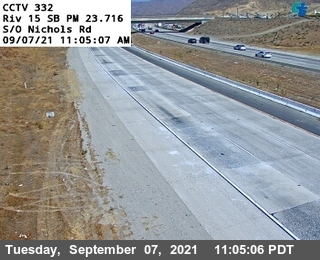 CCTV 332
Riv 15 SB PM 23.716
S/O Nichols Rd
09/07/21 11:05:07 AM
Tuesday, September 07, 2021 11:05:06 PDT